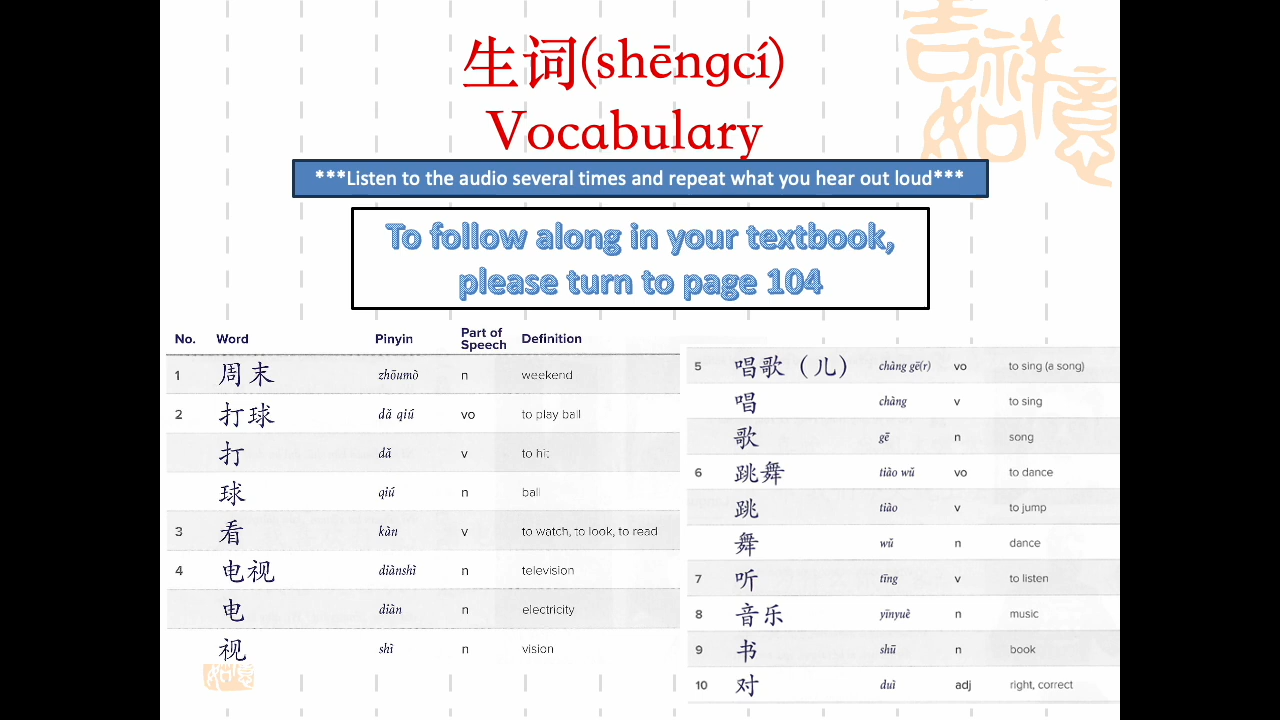 生词(shēngcí)
Vocabulary
***Listen to the audio several times and repeat what you hear out loud***
To follow along in your textbook,
please turn to page 104
No. Word Pinyin Part of Speech Definition
1 周末 zhōumò n weekend
2 打球 dǎ qiú vo to play ball
打 dǎ v to hit
球 qiú n ball
3 看 kàn v to watch, to look, to read
4 电视 diànshì n television
电 diàn n electricity
视 shì n vision
5 唱歌（儿） chàng gē(r) vo to sing (a song)
唱 chàng v to sing
歌 gē n song
6 跳舞 tiào wǔ vo to dance
跳 tiào v to jump
舞 wǔ n dance
7 听 tīng v to listen
8 音乐 yīnyuè n music
9 书 shū n book
10 对 duì adj right, correct
吉祥
如意
如意